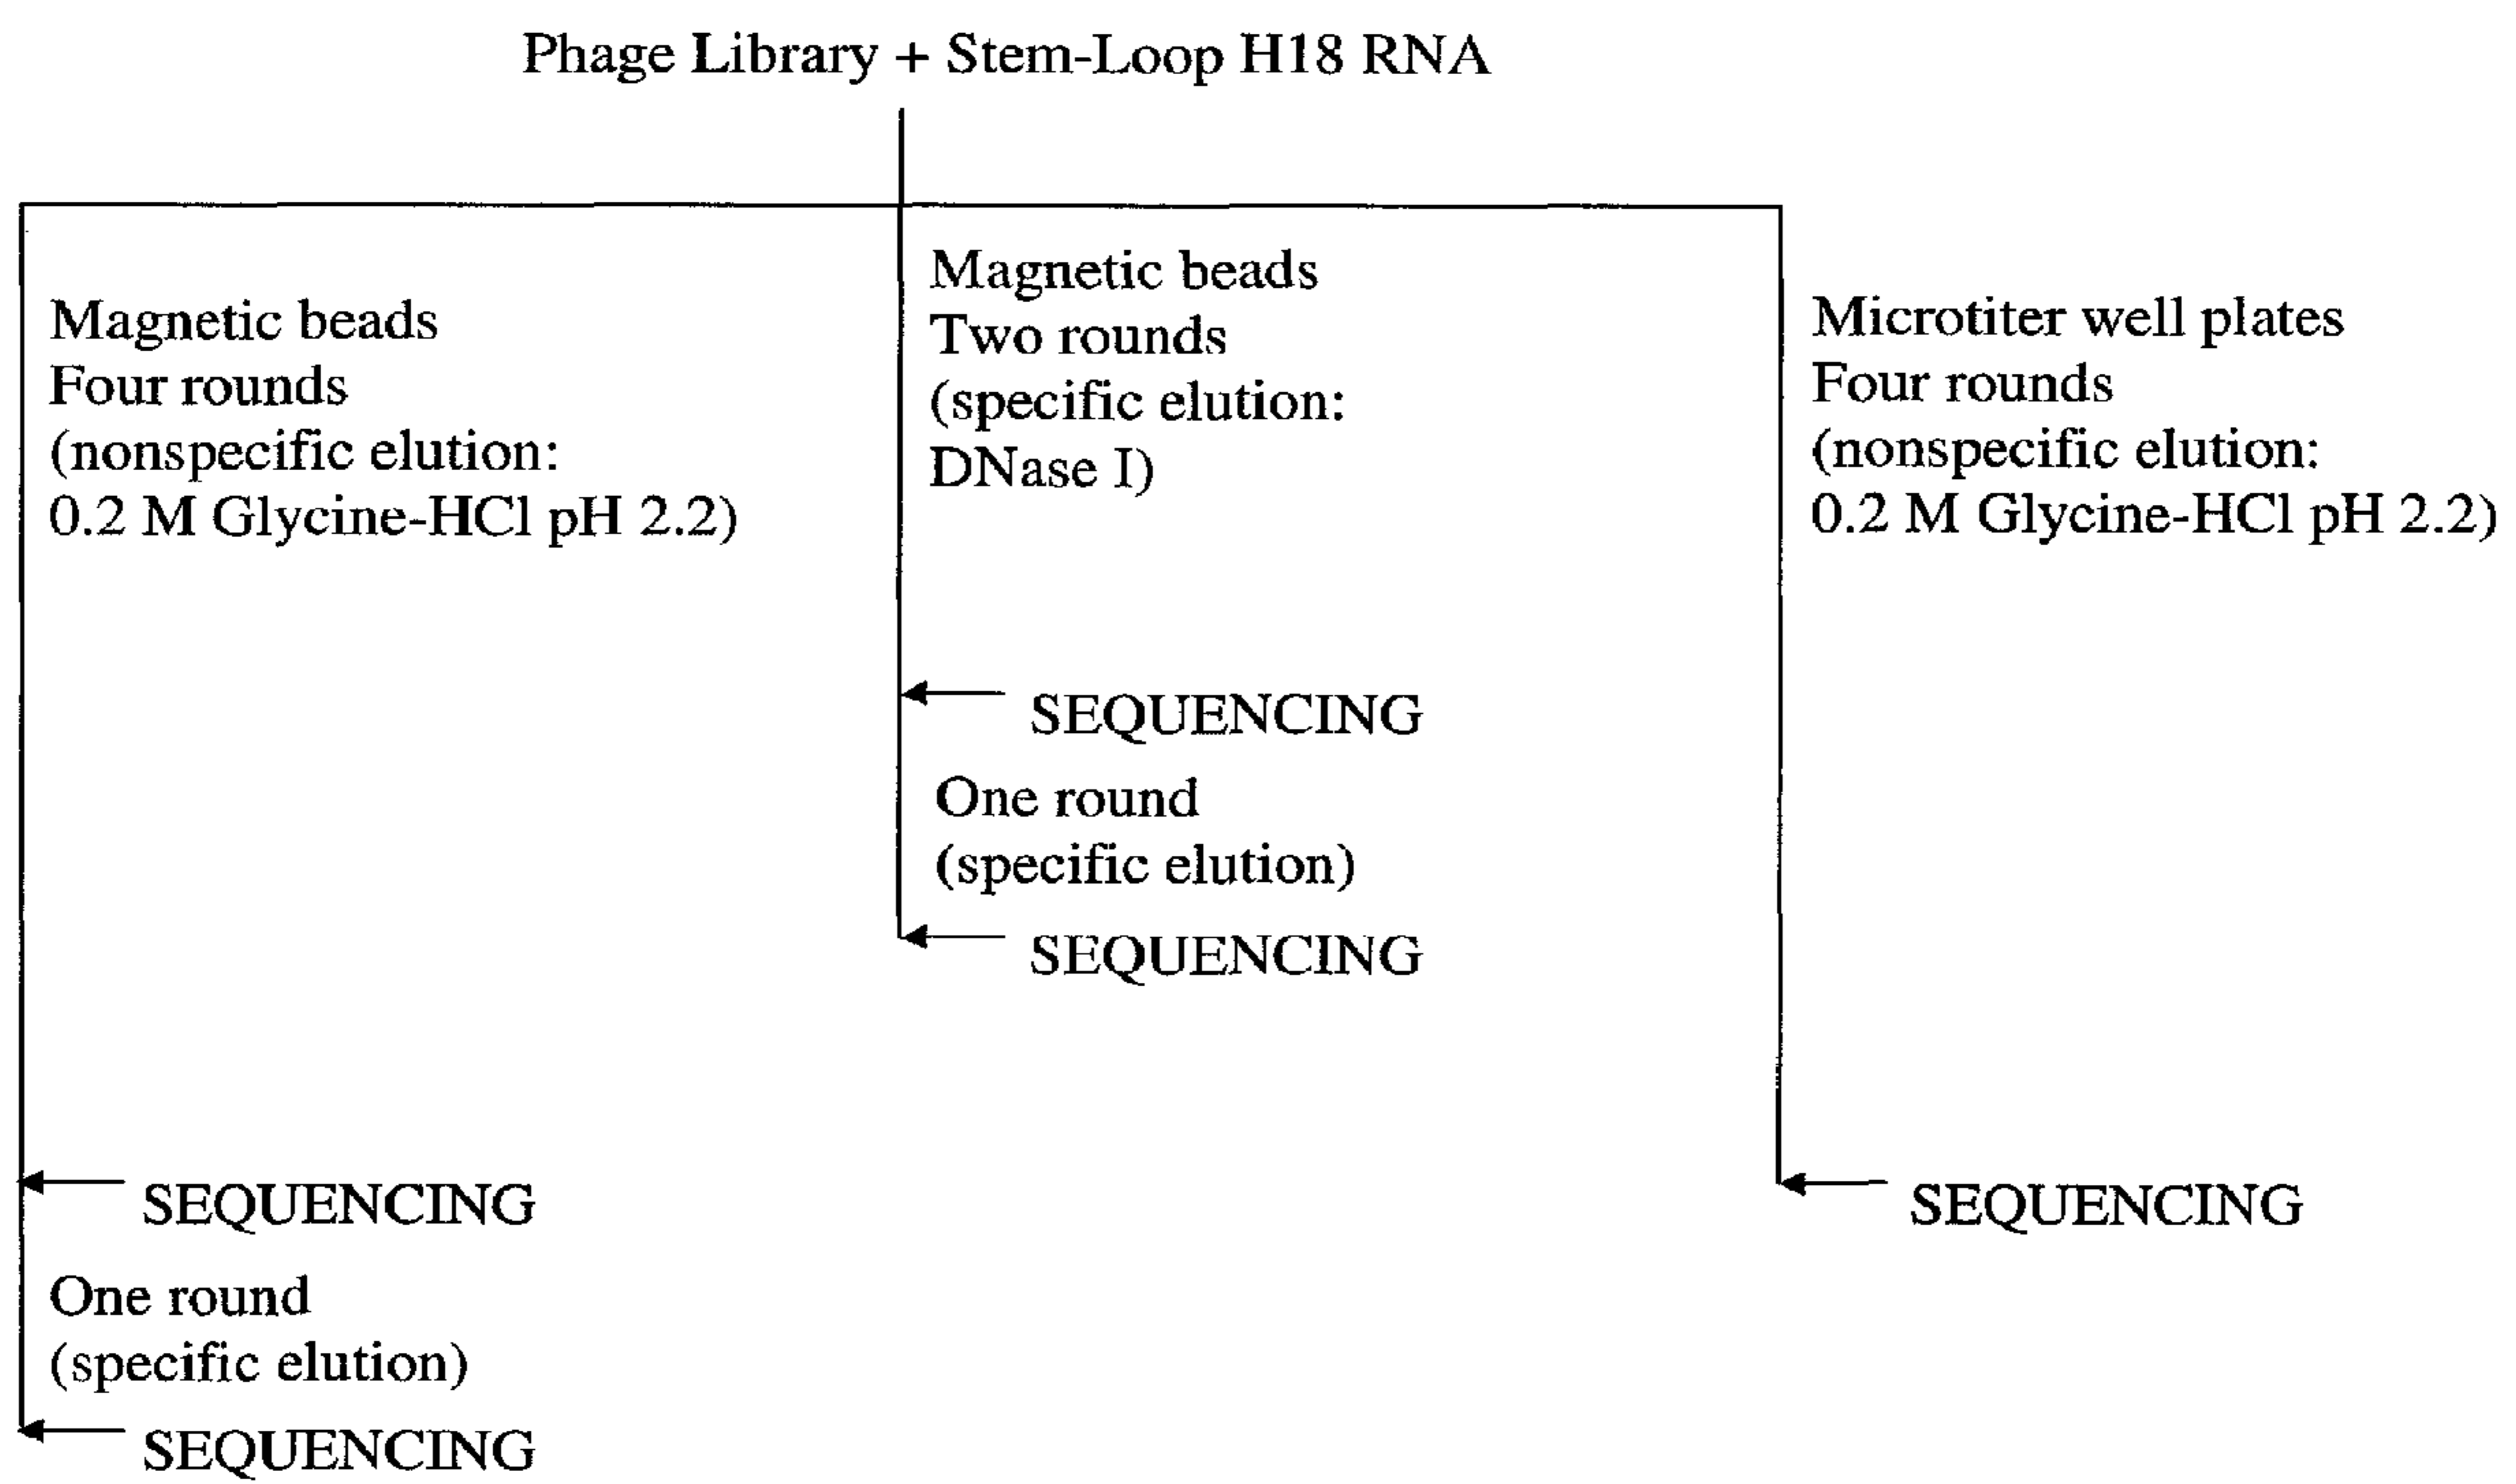 Phage Library + Stem-Loop H18 RNA
Magnetic beads
Four rounds
(nonspecific elution:
0.2 M Glycine-HCl pH 2.2)
SEQUENCING
One round
(specific elution)
SEQUENCING
Magnetic beads
Two rounds
(specific elution:
DNase I)
SEQUENCING
One round
(specific elution)
SEQUENCING
Microtiter well plates
Four rounds
(nonspecific elution:
0.2 M Glycine-HCl pH 2.2)
SEQUENCING